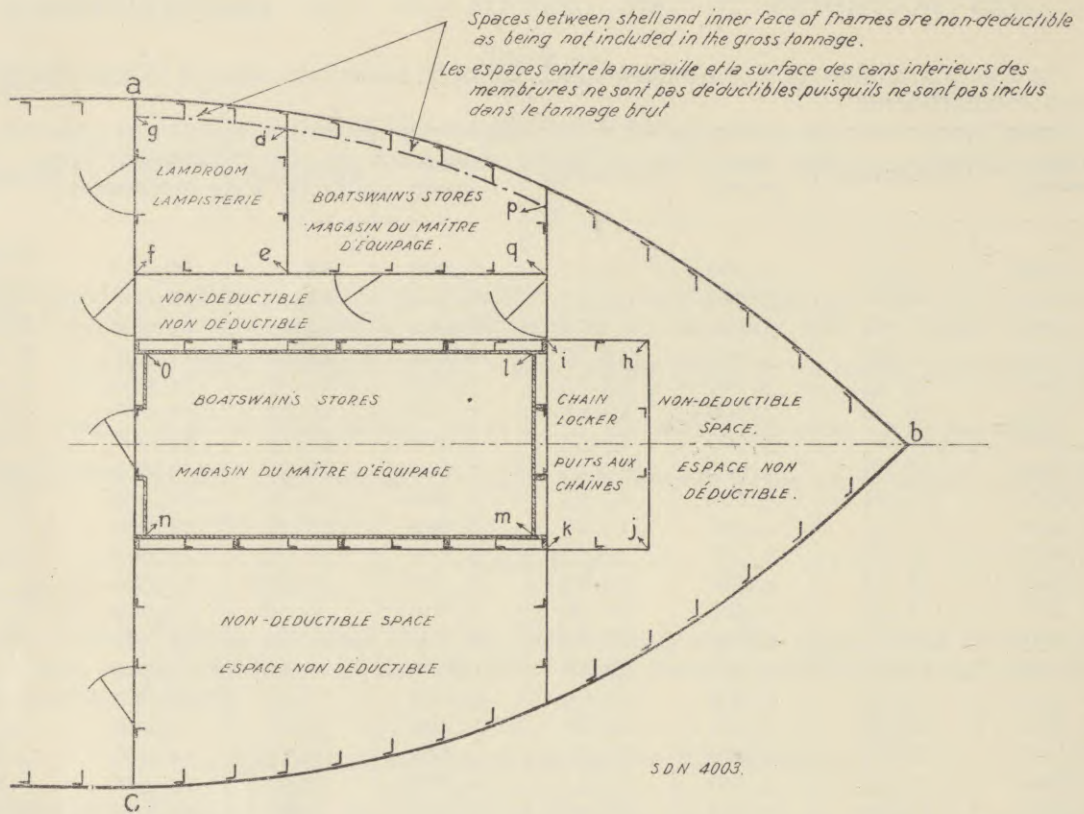 Spaces between shell and inner face of frames are non-deductible
as being not included in the gross tonnage.
Les espaces entre la muraille et la surface des cans intérieurs des
membrures ne sont pas déductibles puisqu'ils ne sont pas inclus
dans le tonnage brut
a
g
d
LAMPROOM
LAMPISTERIE
BOATSWAIN'S STORES
MAGASIN DU MAÎTRE
D'ÉQUIPAGE.
p
f
e
q
NON-DEDUCTIBLE
NON DÉDUCTIBLE
o
l
i
h
BOATSWAIN'S STORES
MAGASIN DU MAÎTRE D'ÉQUIPAGE
CHAIN
LOCKER
PUITS AUX
CHAÎNES
NON-DEDUCTIBLE
SPACE.
ESPACE NON
DÉDUCTIBLE.
b
n
m
k
j
NON-DEDUCTIBLE SPACE
ESPACE NON DÉDUCTIBLE
SDN 4003.
C